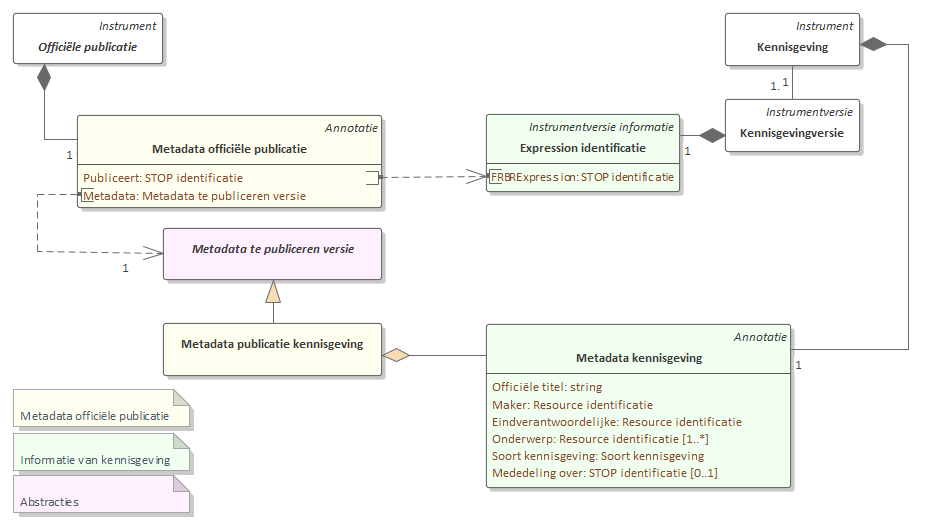 Instrument
Officiële publicatie
1
Annotatie
Metadata officiële publicatie
Publiceert: STOP identificatie
Metadata: Metadata te publiceren versie
1
Metadata te publiceren versie
Metadata publicatie kennisgeving
Instrumentversie informatie
Expression identificatie
FRBRExpression: STOP identificatie
1
Instrument
Kennisgeving
1..1
Instrumentversie
Kennisgevingversie
Annotatie
Metadata kennisgeving
Officiële titel: string
Maker: Resource identificatie
Eindverantwoordelijke: Resource identificatie
Onderwerp: Resource identificatie [1..*]
Soort kennisgeving: Soort kennisgeving
Mededeling over: STOP identificatie [0..1]
1
Metadata officiële publicatie
Informatie van kennisgeving
Abstracties